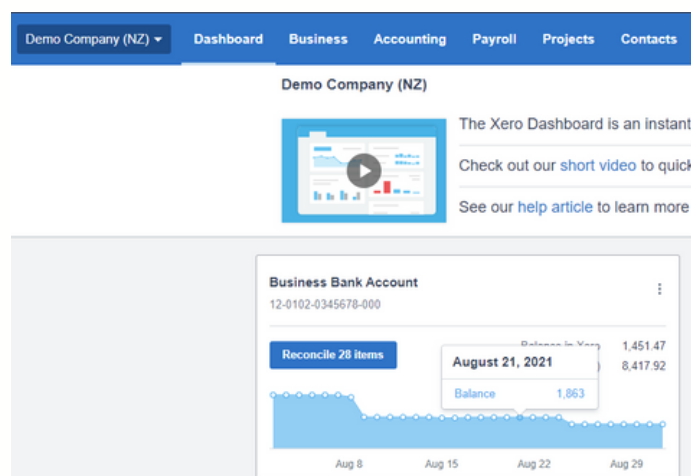 Demo Company (NZ) Dashboard Business Accounting Payroll Projects Contacts
Demo Company (NZ)
The Xero Dashboard is an instant
Check out our short video to quick
See our help article to learn more
Business Bank Account
12-0102-0345678-000
Reconcile 28 items
1,451.47
) 8,417.92
August 21, 2021
Balance 1,863
Aug 8 Aug 15 Aug 22 Aug 29